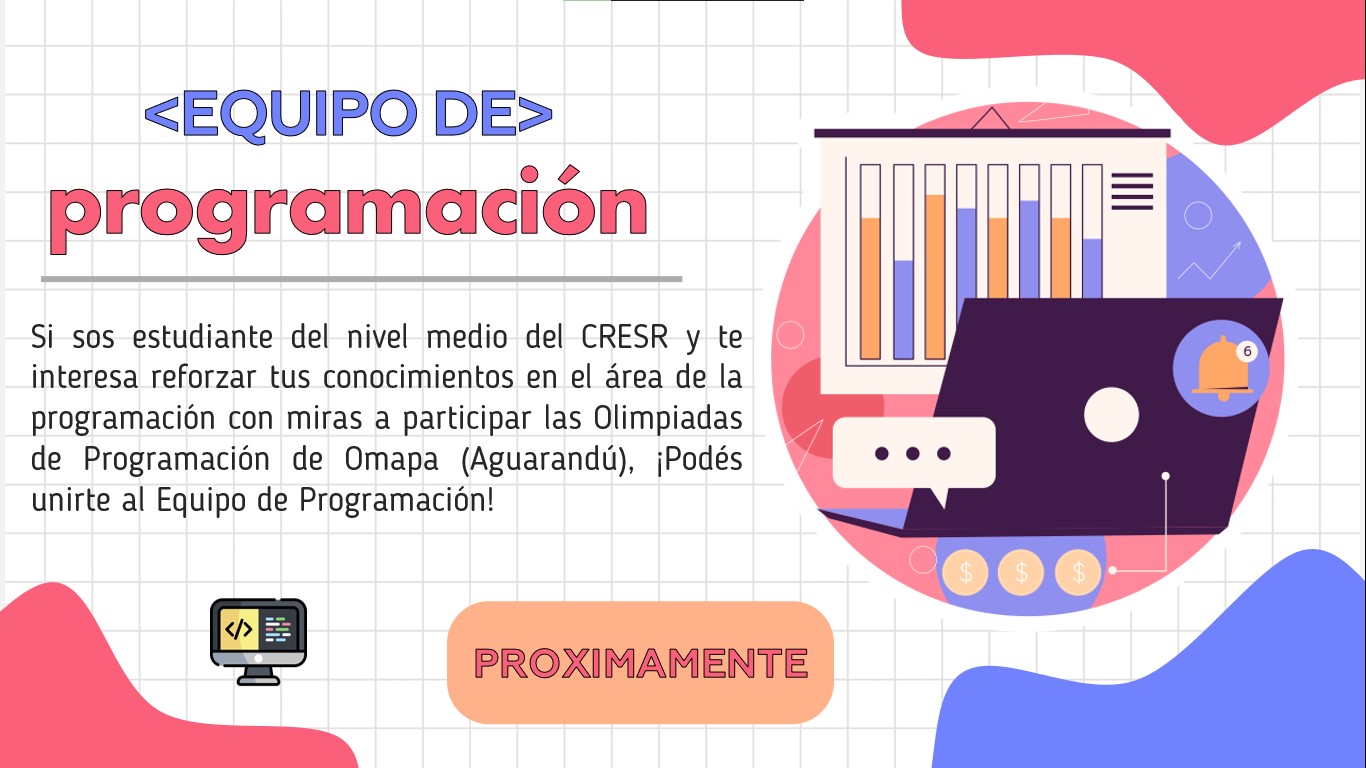 <EQUIPO DE>
programación
Si sos estudiante del nivel medio del CRESR y te
interesa reforzar tus conocimientos en el área de la
programación con miras a participar las Olimpiadas
de Programación de Omapa (Aguarandú), ¡Podés
unirte al Equipo de Programación!
6
$ $ $
</>
PROXIMAMENTE